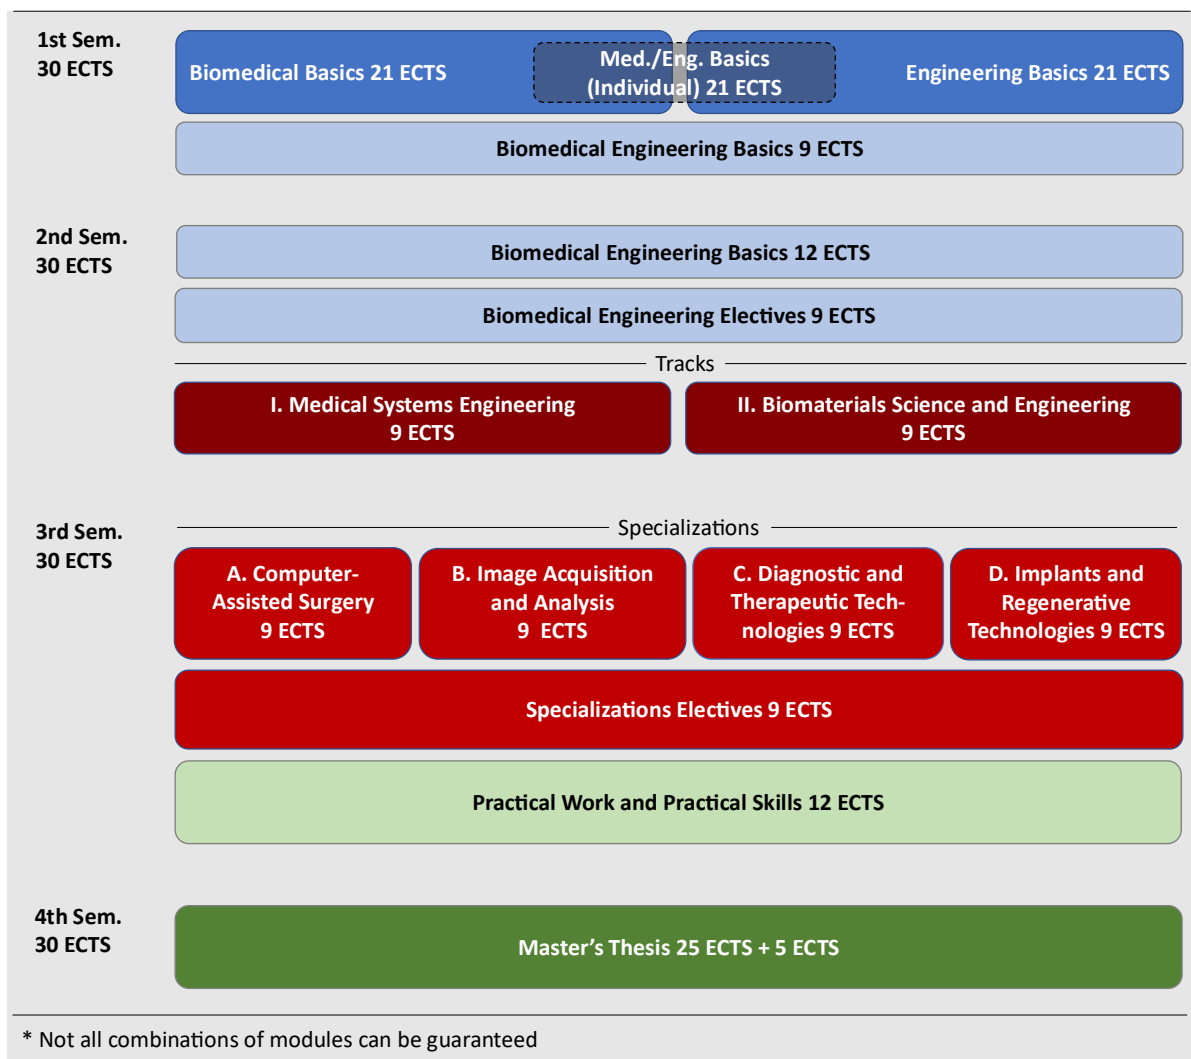 1st Sem.
30 ECTS
Biomedical Basics 21 ECTS
Med./Eng. Basics
(Individual) 21 ECTS
Engineering Basics 21 ECTS
Biomedical Engineering Basics 9 ECTS
2nd Sem.
30 ECTS
Biomedical Engineering Basics 12 ECTS
Biomedical Engineering Electives 9 ECTS
Tracks
I. Medical Systems Engineering
9 ECTS
II. Biomaterials Science and Engineering
9 ECTS
3rd Sem.
30 ECTS
Specializations
A. Computer-
Assisted Surgery
9 ECTS
B. Image Acquisition
and Analysis
9 ECTS
C. Diagnostic and
Therapeutic Tech-
nologies 9 ECTS
D. Implants and
Regenerative
Technologies 9 ECTS
Specializations Electives 9 ECTS
Practical Work and Practical Skills 12 ECTS
4th Sem.
30 ECTS
Master’s Thesis 25 ECTS + 5 ECTS
* Not all combinations of modules can be guaranteed